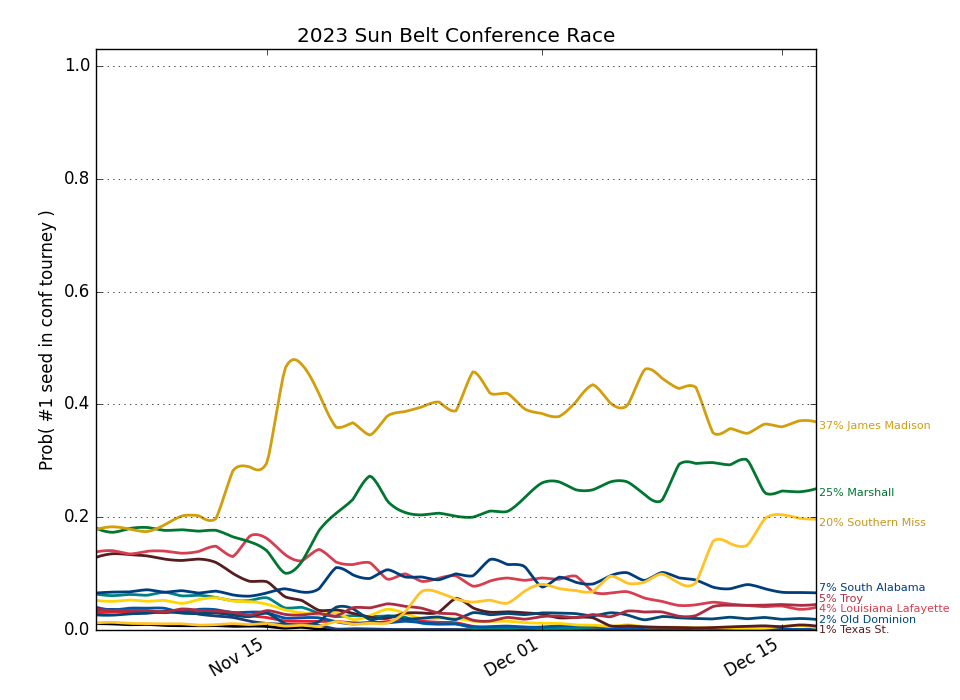 2023 Sun Belt Conference Race
Prob( #1 seed in conf tourney )
1.0
0.8
0.6
0.4
0.2
0.0
Nov 15
Dec 01
Dec 15
37% James Madison
25% Marshall
20% Southern Miss
7% South Alabama
5% Troy
4% Louisiana Lafayette
2% Old Dominion
1% Texas St.